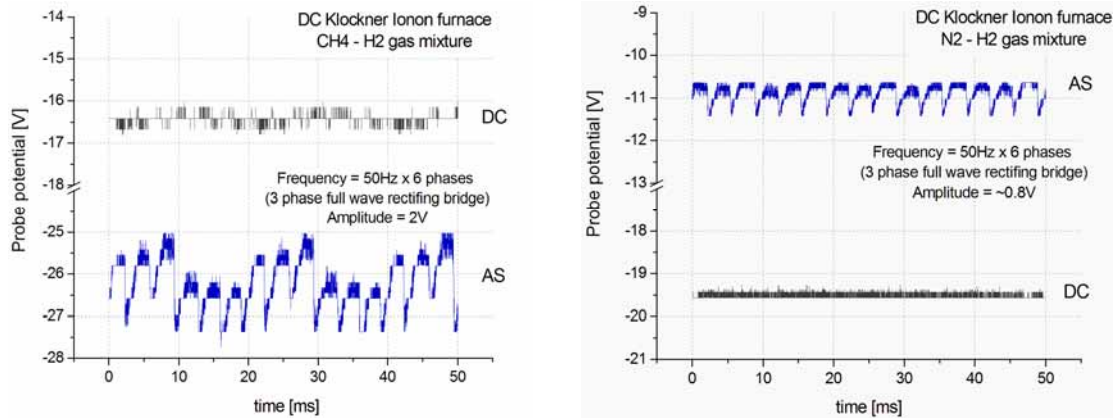 DC Klockner Ionon furnace
CH4 - H2 gas mixture
-14
-15
-16
-17
-18
-25
-26
-27
-28
Probe potential [V]
DC
Frequency = 50Hz x 6 phases
(3 phase full wave rectifing bridge)
Amplitude = 2V
AS
0
10
20
30
40
50
time [ms]
DC Klockner Ionon furnace
N2 - H2 gas mixture
-9
-10
-11
-12
-13
-18
-19
-20
-21
Probe potential [V]
AS
Frequency = 50Hz x 6 phases
(3 phase full wave rectifing bridge)
Amplitude = ~0.8V
DC
0
10
20
30
40
50
time [ms]